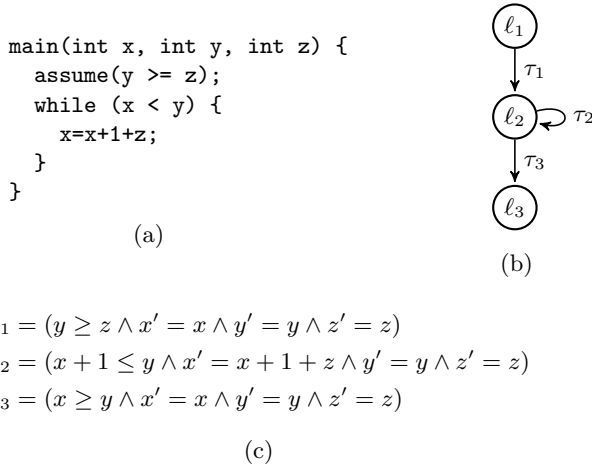 main(int x, int y, int z) {
assume(y >= z);
while (x < y) {
x=x+1+z;
}
}
(a)
ℓ₁
τ₁
ℓ₂
τ₂
τ₃
ℓ₃
(b)
₁ = (y ≥ z ∧ x′ = x ∧ y′ = y ∧ z′ = z)
₂ = (x + 1 ≤ y ∧ x′ = x + 1 + z ∧ y′ = y ∧ z′ = z)
₃ = (x ≥ y ∧ x′ = x ∧ y′ = y ∧ z′ = z)
(c)